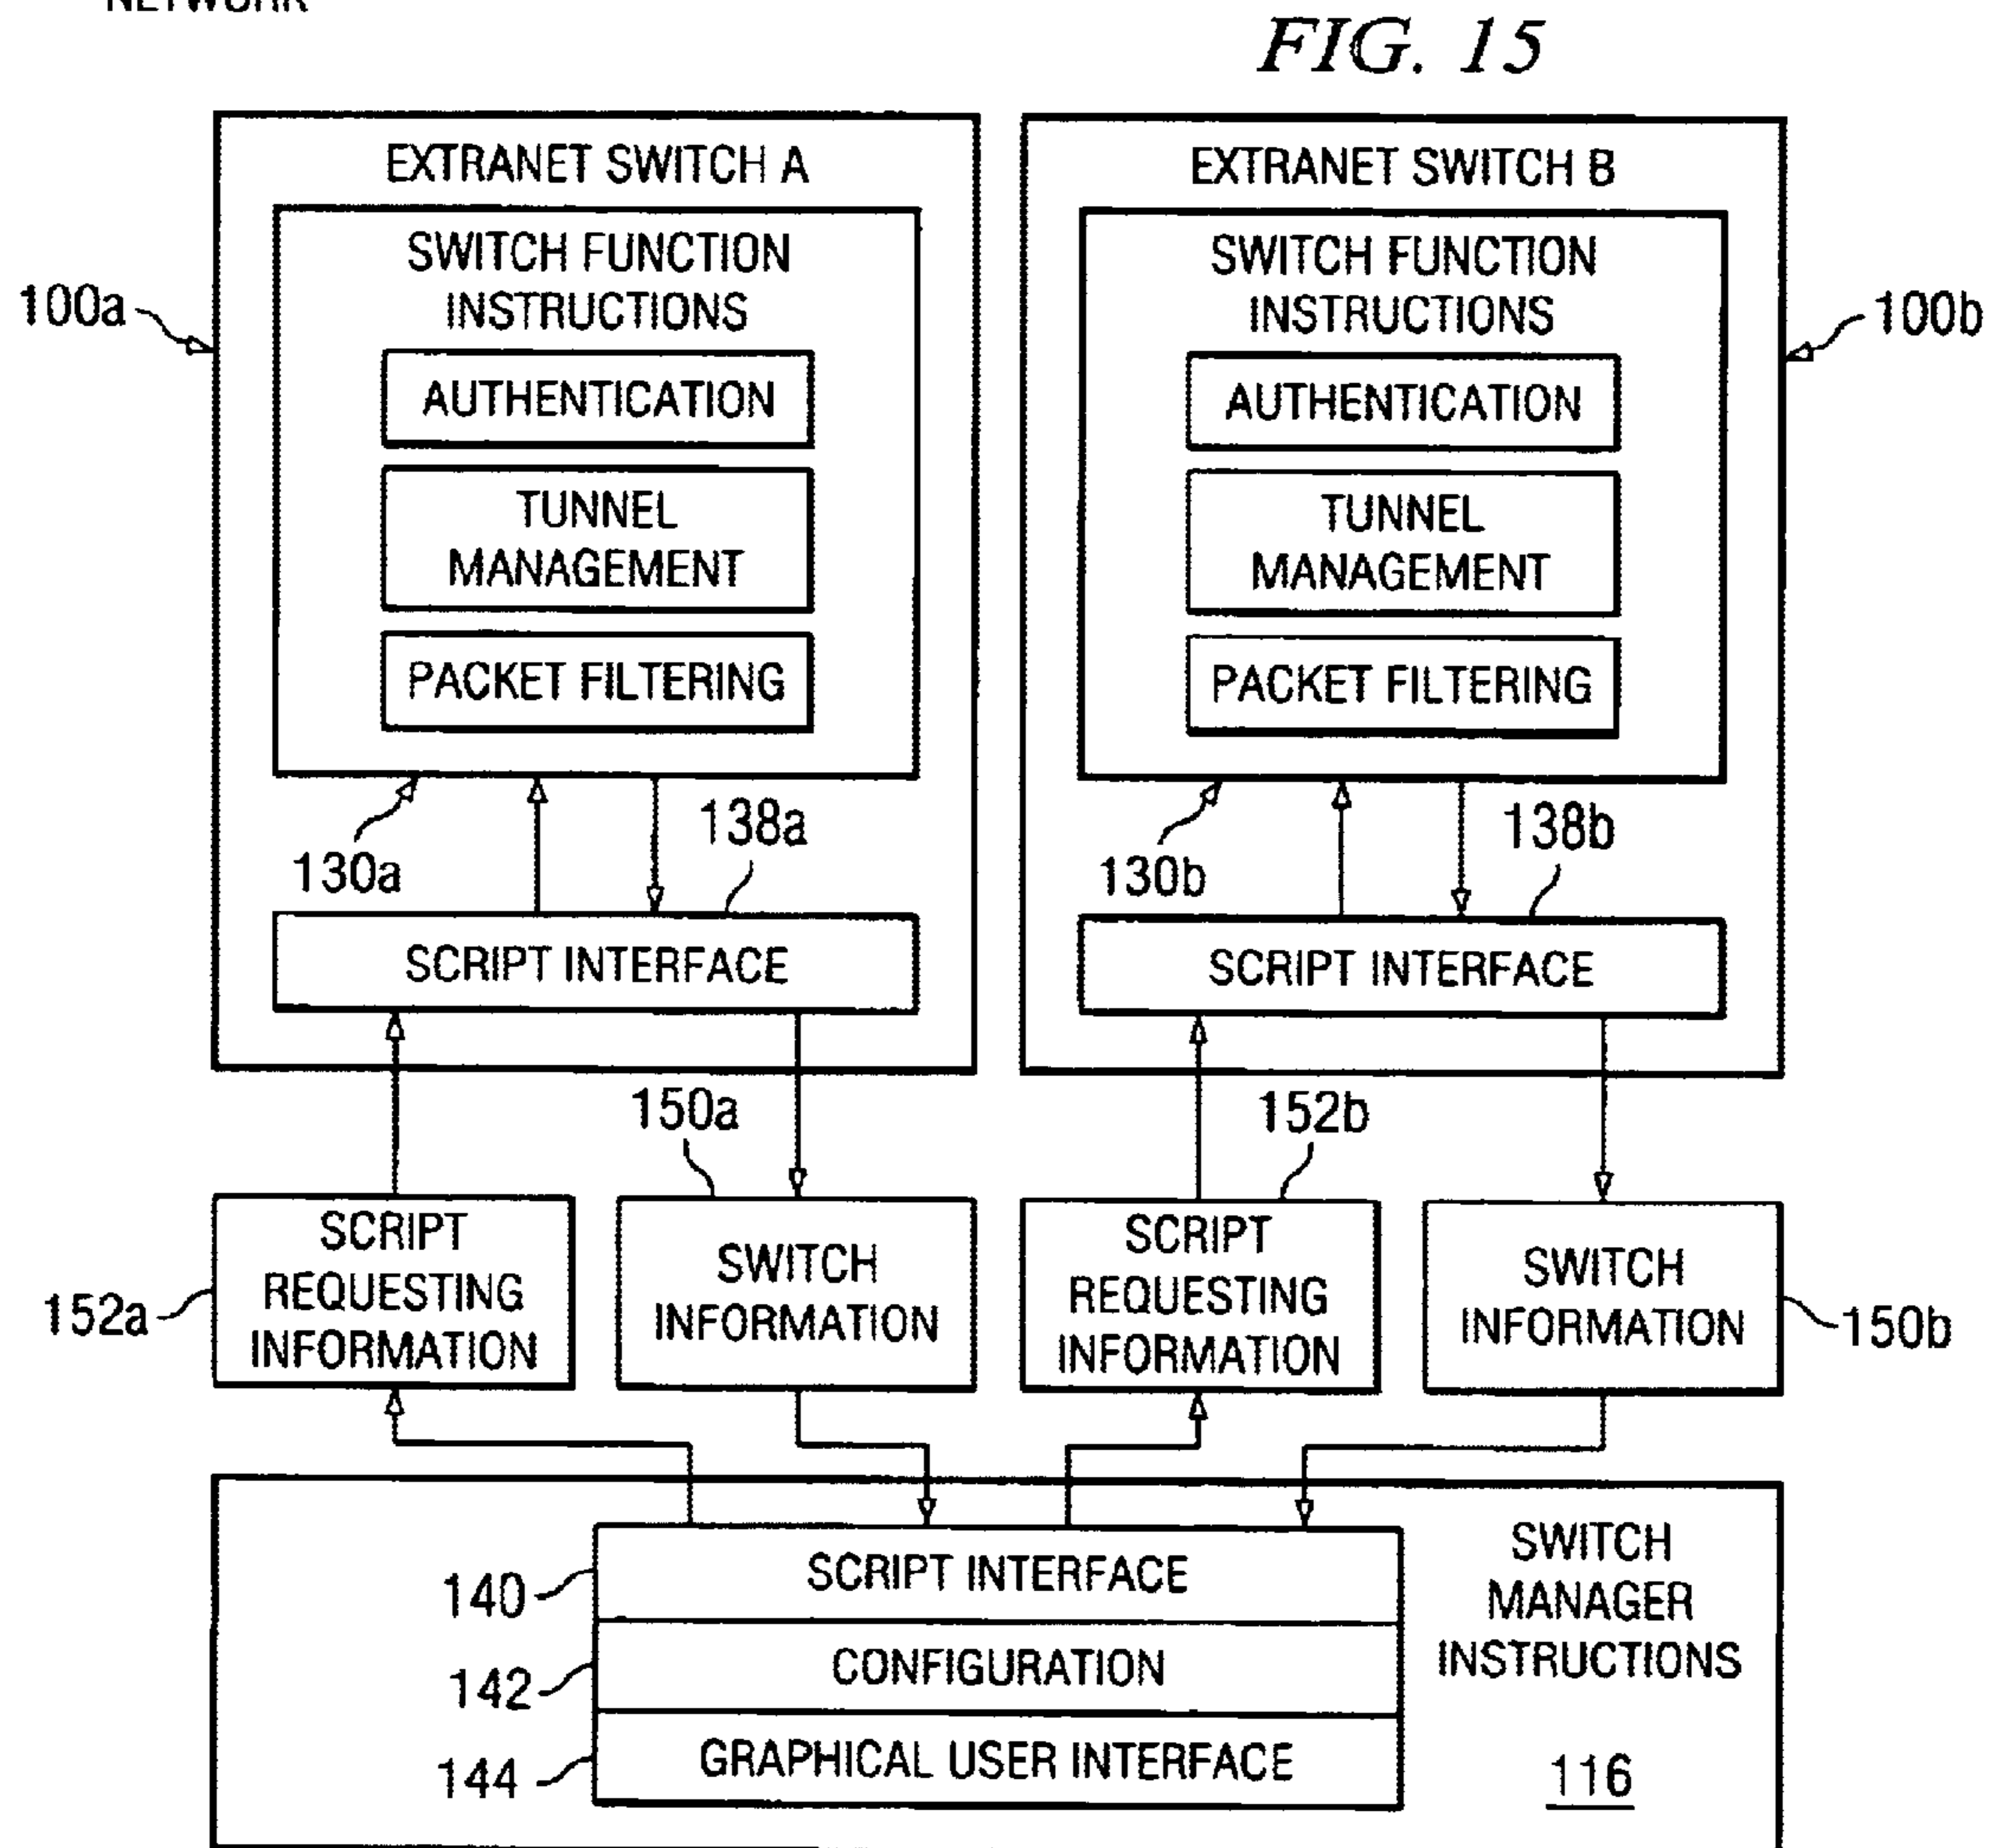 NETWORK
FIG. 15
EXTRANET SWITCH A
SWITCH FUNCTION
INSTRUCTIONS
AUTHENTICATION
TUNNEL
MANAGEMENT
PACKET FILTERING
100a
130a
138a
SCRIPT INTERFACE
EXTRANET SWITCH B
SWITCH FUNCTION
INSTRUCTIONS
AUTHENTICATION
TUNNEL
MANAGEMENT
PACKET FILTERING
100b
130b
138b
SCRIPT INTERFACE
150a
152b
SCRIPT
REQUESTING
INFORMATION
152a
SWITCH
INFORMATION
SCRIPT
REQUESTING
INFORMATION
SWITCH
INFORMATION
150b
SCRIPT INTERFACE
140
CONFIGURATION
142
GRAPHICAL USER INTERFACE
144
SWITCH
MANAGER
INSTRUCTIONS
116